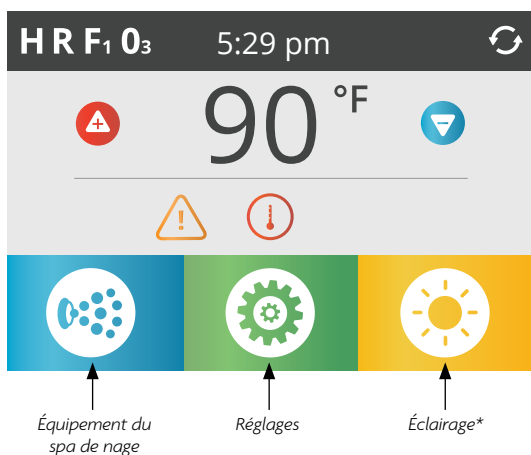 H R F₁ 0₃ 5:29 pm
90 °F
Équipement du
spa de nage
Réglages
Éclairage*